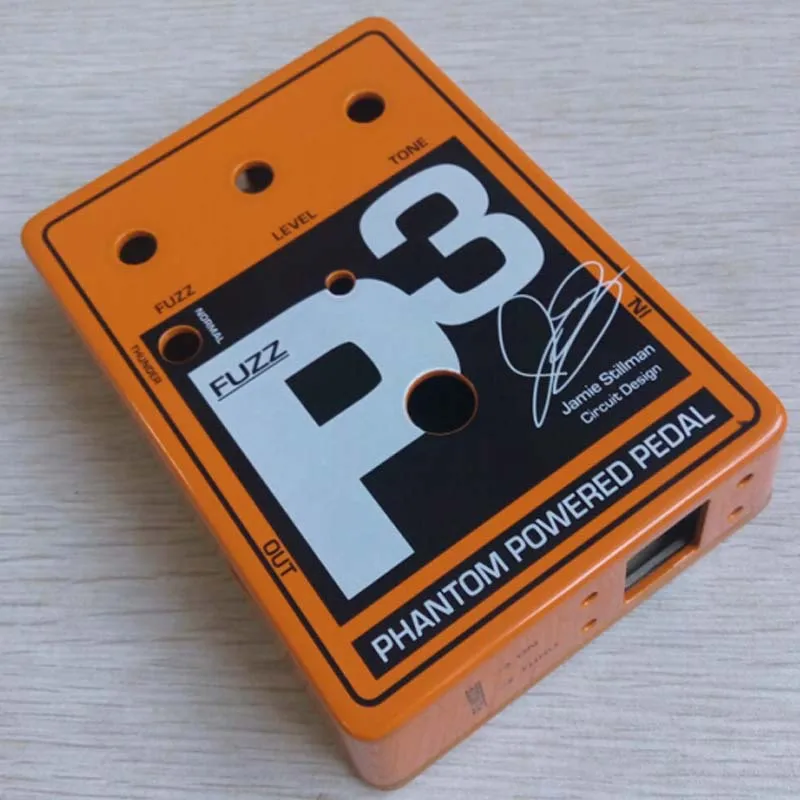 TONE
LEVEL
FUZZ
NORMAL
THUNDER
P3
FUZZ
IN
Jamie Stillman
Circuit Design
OUT
PHANTOM POWERED PEDAL